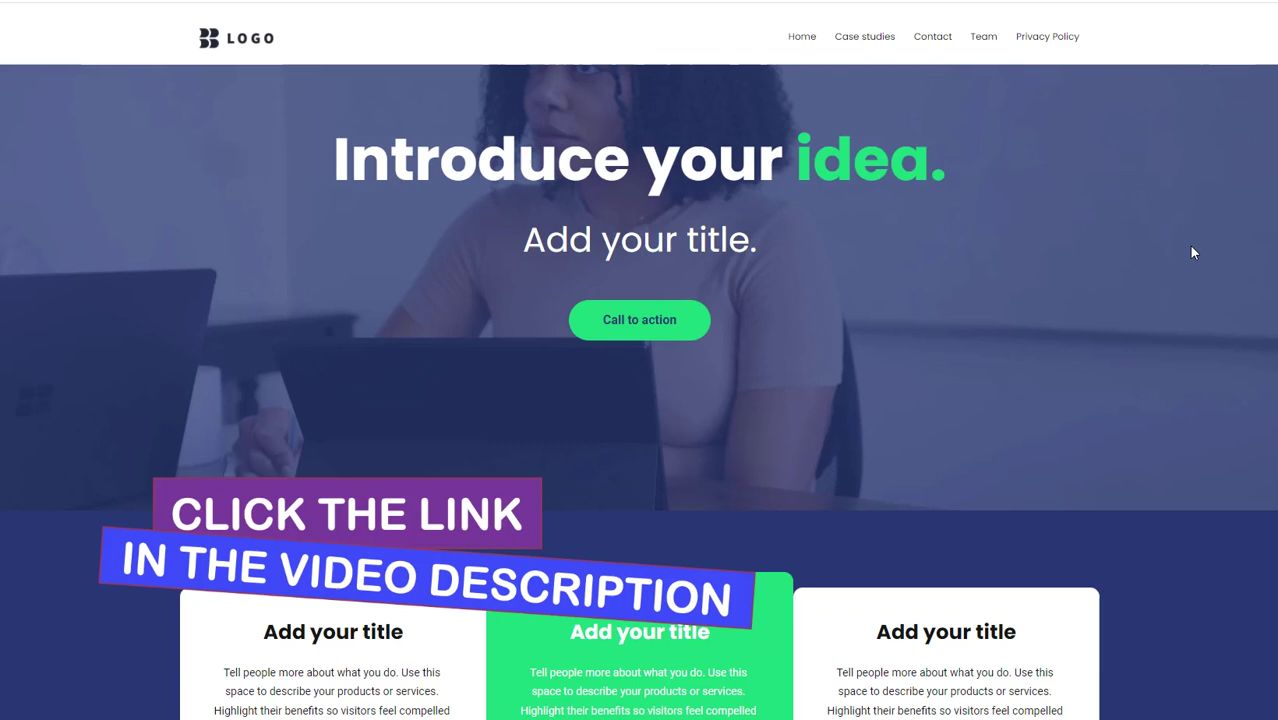 LOGO
Home Case studies Contact Team Privacy Policy
Introduce your idea.
Add your title.
Call to action
CLICK THE LINK
IN THE VIDEO DESCRIPTION
Add your title
Tell people more about what you do. Use this
space to describe your products or services.
Highlight their benefits so visitors feel compelled
Add your title
Tell people more about what you do. Use this
space to describe your products or services.
Highlight their benefits so visitors feel compelled
Add your title
Tell people more about what you do. Use this
space to describe your products or services.
Highlight their benefits so visitors feel compelled